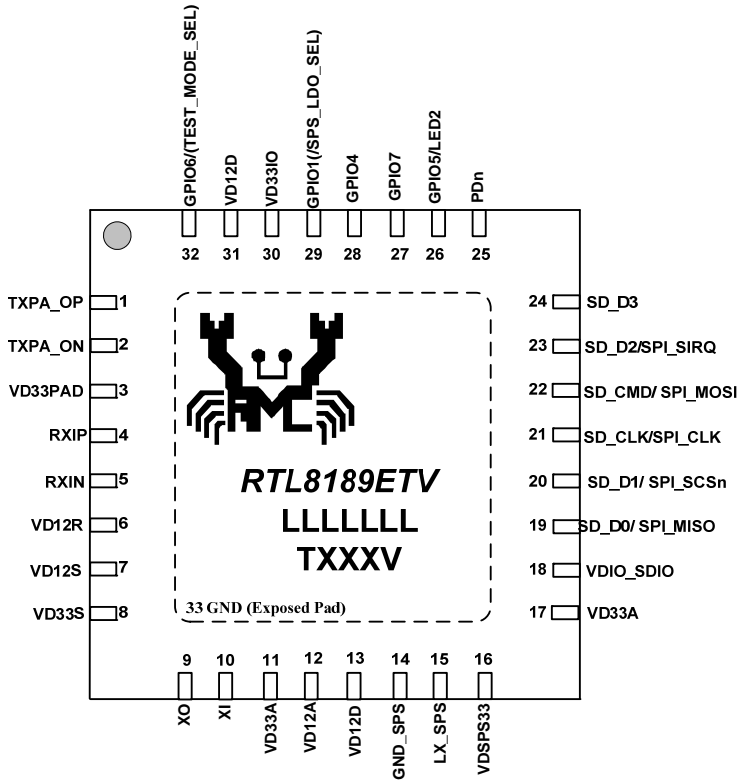 GPIO6/(TEST_MODE_SEL)
VD12D
VD33IO
GPIO1(/SPS_LDO_SEL)
GPIO4
GPIO7
GPIO5/LED2
PDn
32 31 30 29 28 27 26 25
TXPA_OP 1
TXPA_ON 2
VD33PAD 3
RXIP 4
RXIN 5
VD12R 6
VD12S 7
VD33S 8
24 SD_D3
23 SD_D2/SPI_SIRQ
22 SD_CMD/ SPI_MOSI
21 SD_CLK/SPI_CLK
20 SD_D1/ SPI_SCSn
19 SD_D0/ SPI_MISO
18 VDIO_SDIO
17 VD33A
RTL8189ETV
LLLLLLL
TXXXV
33 GND (Exposed Pad)
9 10 11 12 13 14 15 16
XO
XI
VD33A
VD12A
VD12D
GND_SPS
LX_SPS
VDSPS33